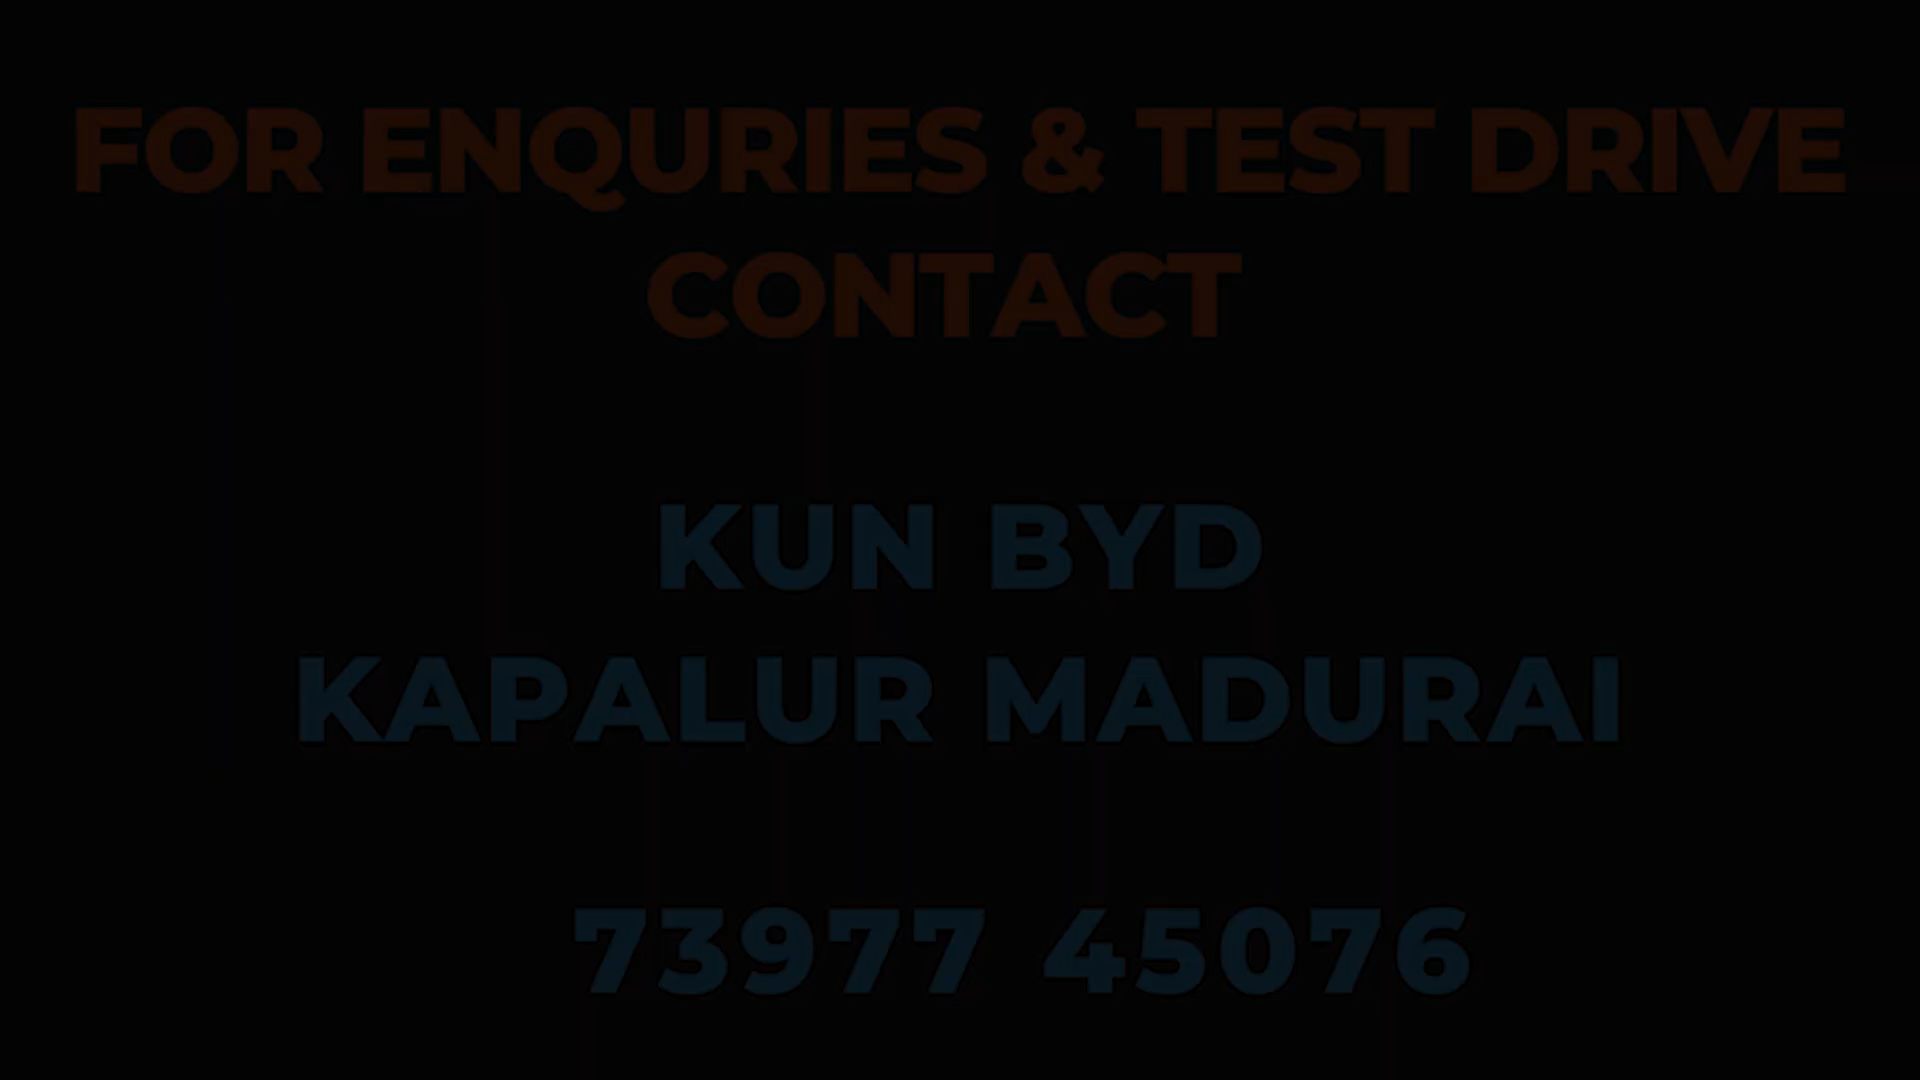 FOR ENQURIES & TEST DRIVE
CONTACT
KUN BYD
KAPALUR MADURAI
73977 45076